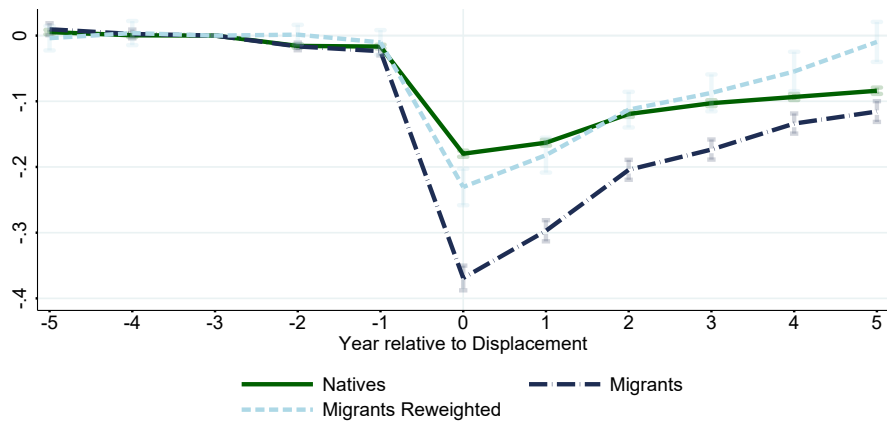 0
-.1
-.2
-.3
-.4
-5 -4 -3 -2 -1 0 1 2 3 4 5
Year relative to Displacement
Natives Migrants
Migrants Reweighted